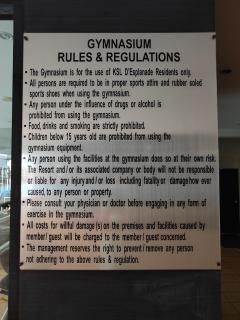 GYMNASIUM
RULES & REGULATIONS
• The Gymnasium is for the use of KSL D'Esplanade Residents only.
• All persons are required to be in proper sports attire and rubber soled
sports shoes when using the gymnasium.
• Any person under the influence of drugs or alcohol is
prohibited from using the gymnasium.
• Food, drinks and smoking are strictly prohibited.
• Children below 15 years old are prohibited from using the
gymnasium equipment.
• Any person using the facilities at the gymnasium does so at their own risk.
The Resort and/or its associated company or body will not be responsible
or liable for any injury and/or loss including fatality or damage how ever
caused, to any person or property.
• Please consult your physician or doctor before engaging in any form of
exercise in the gymnasium.
• All costs for willful damage (s) on the premises and facilities caused by
member/ guest will be charged to the member/ guest concerned.
• The management reserves the right to prevent/ remove any person
not adhering to the above rules & regulation.